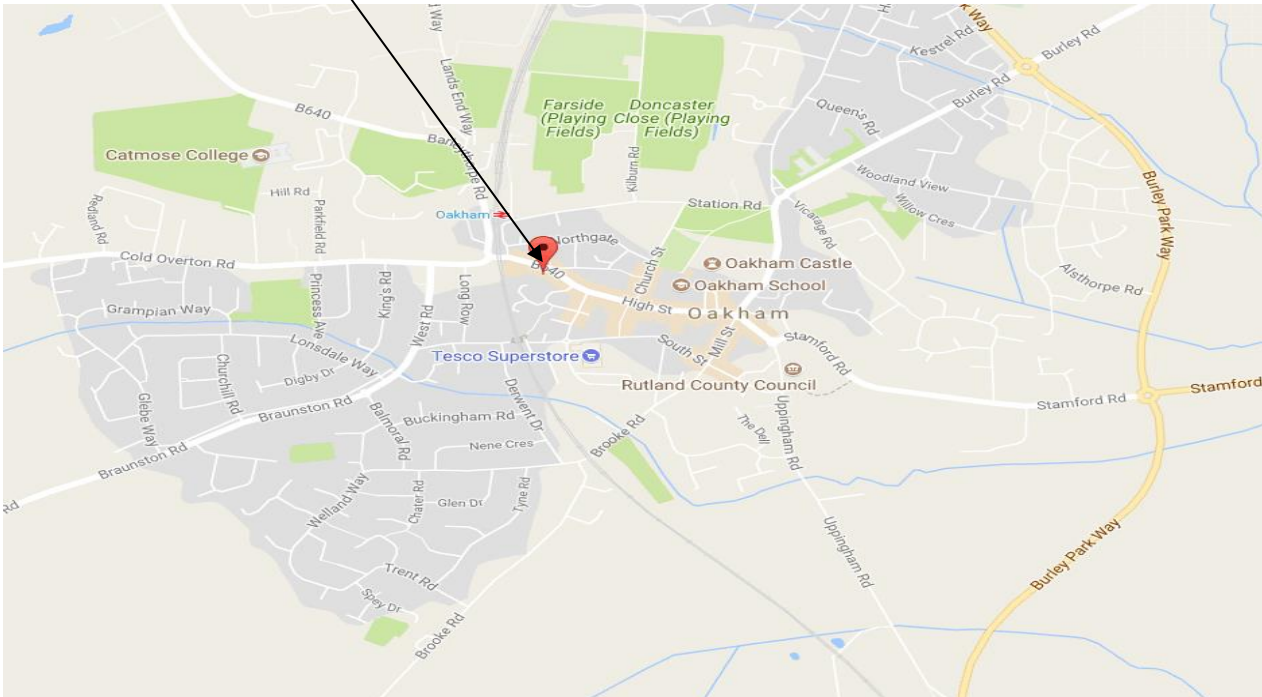 d Way
k Way
H
Kestrel Rd
Burley Rd
Lands End Way
Farside
(Playing
Fields)
Doncaster
Close (Playing
Fields)
B640
Burley Rd
Queen's Rd
Barleythorpe Rd
Catmose College
Kilburn Rd
Woodland View
Burley Park Way
Hill Rd
Redland Rd
Parkfield Rd
Willow Cres
Station Rd
Vicarage Rd
Oakham
Northgate
Cold Overton Rd
B640
Church St
Oakham Castle
Alsthorpe Rd
Oakham School
Princess Ave
King's Rd
Long Row
Grampian Way
High St
Oakham
West Rd
Mill St
Stamford Rd
Lonsdale Way
South St
Tesco Superstore
Churchill Rd
Digby Dr
Rutland County Council
Stamford
Derwent Dr
Stamford Rd
Glebe Way
Braunston Rd
Balmoral Rd
Buckingham Rd
Uppingham Rd
The Dell
Brooke Rd
Nene Cres
Braunston Rd
Rd
Welland Way
Chater Rd
Glen Dr
Tyne Rd
Uppingham Rd
Burley Park Way
Trent Rd
Spey Dr
Brooke Rd